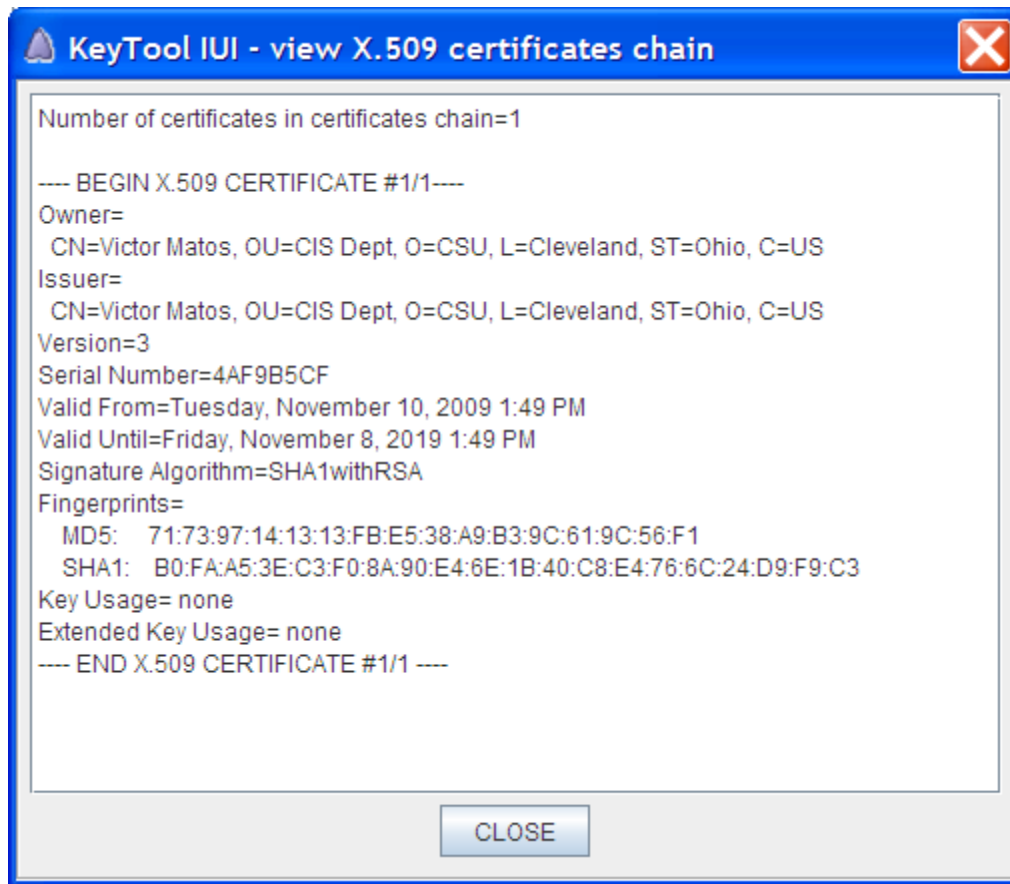 KeyTool IUI - view X.509 certificates chain
Number of certificates in certificates chain=1
---- BEGIN X.509 CERTIFICATE #1/1----
Owner=
CN=Victor Matos, OU=CIS Dept, O=CSU, L=Cleveland, ST=Ohio, C=US
Issuer=
CN=Victor Matos, OU=CIS Dept, O=CSU, L=Cleveland, ST=Ohio, C=US
Version=3
Serial Number=4AF9B5CF
Valid From=Tuesday, November 10, 2009 1:49 PM
Valid Until=Friday, November 8, 2019 1:49 PM
Signature Algorithm=SHA1withRSA
Fingerprints=
MD5: 71:73:97:14:13:13:FB:E5:38:A9:B3:9C:61:9C:56:F1
SHA1: B0:FA:A5:3E:C3:F0:8A:90:E4:6E:1B:40:C8:E4:76:6C:24:D9:F9:C3
Key Usage= none
Extended Key Usage= none
---- END X.509 CERTIFICATE #1/1 ----
CLOSE